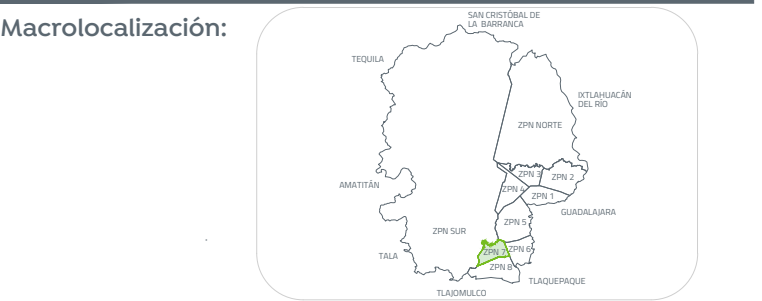 Macrolocalización:
SAN CRISTÓBAL DE
LA BARRANCA
TEQUILA
IXTLAHUACÁN
DEL RÍO
ZPN NORTE
ZPN 3
ZPN 2
AMATITÁN
ZPN 4
ZPN 1
GUADALAJARA
ZPN 5
ZPN SUR
ZPN 6
ZPN 7
TALA
ZPN 8
TLAQUEPAQUE
TLAJOMULCO